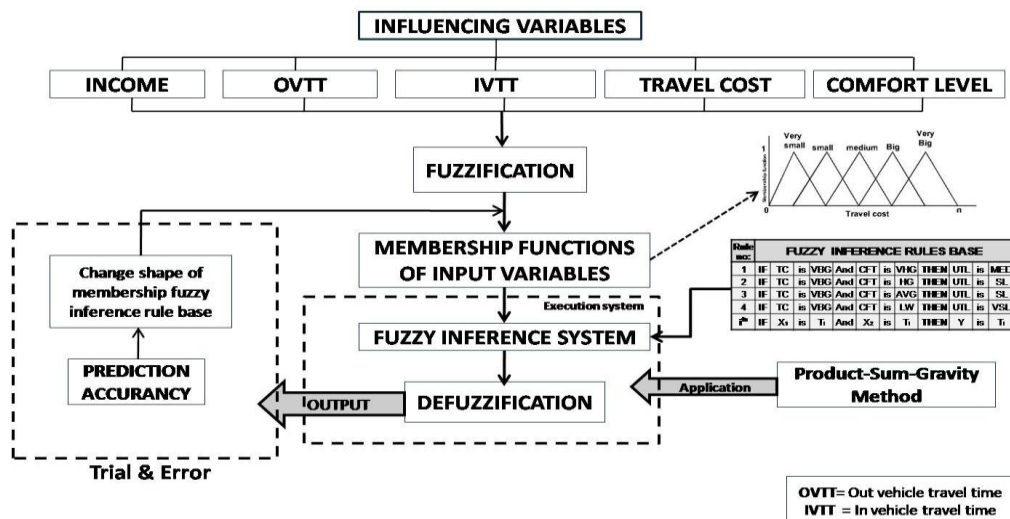 INFLUENCING VARIABLES
INCOME
OVTT
IVTT
TRAVEL COST
COMFORT LEVEL
FUZZIFICATION
Very small
small
medium
Big
Very Big
1
Membership function
0
Travel cost
n
MEMBERSHIP FUNCTIONS
OF INPUT VARIABLES
Change shape of
membership fuzzy
inference rule base
PREDICTION
ACCURANCY
Trial & Error
Execution system
FUZZY INFERENCE SYSTEM
DEFUZZIFICATION
OUTPUT
Application
Product-Sum-Gravity
Method
Rule no: FUZZY INFERENCE RULES BASE
1 IF TC is VBG And CFT is VHG THEN UTL is MED
2 IF TC is VBG And CFT is HG THEN UTL is SL
3 IF TC is VBG And CFT is AVG THEN UTL is SL
4 IF TC is VBG And CFT is LW THEN UTL is VSL
iᵗʰ IF X₁ is Tᵢ And X₂ is Tᵢ THEN Y is Tᵢ
OVTT= Out vehicle travel time
IVTT = In vehicle travel time